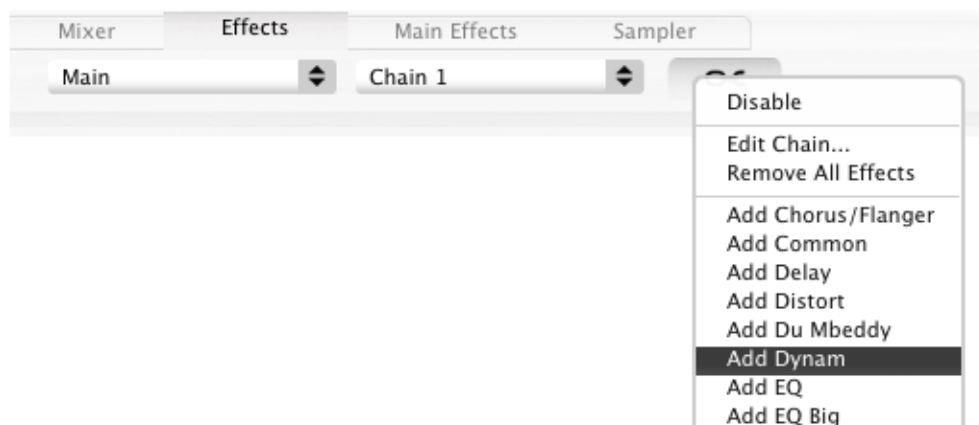 Mixer Effects Main Effects Sampler
Main Chain 1
Disable
Edit Chain...
Remove All Effects
Add Chorus/Flanger
Add Common
Add Delay
Add Distort
Add Du Mbeddy
Add Dynam
Add EQ
Add EQ Big